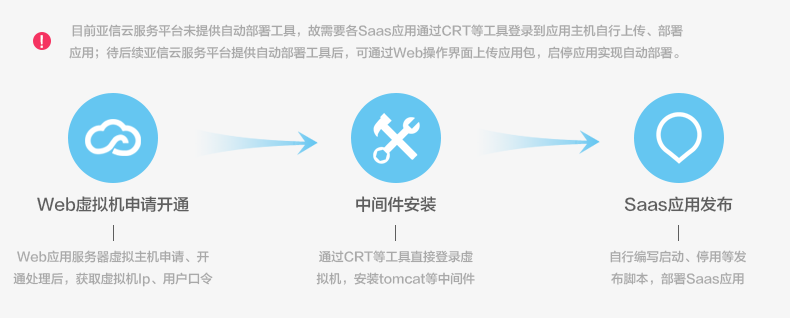 目前亚信云服务平台未提供自动部署工具，故需要各Saas应用通过CRT等工具登录到应用主机自行上传、部署
应用；待后续亚信云服务平台提供自动部署工具后，可通过Web操作界面上传应用包，启停应用实现自动部署。
Web虚拟机申请开通
中间件安装
Saas应用发布
Web应用服务器虚拟主机申请、开
通处理后，获取虚拟机Ip、用户口令
通过CRT等工具直接登录虚
拟机，安装tomcat等中间件
自行编写启动、停用等发
布脚本，部署Saas应用